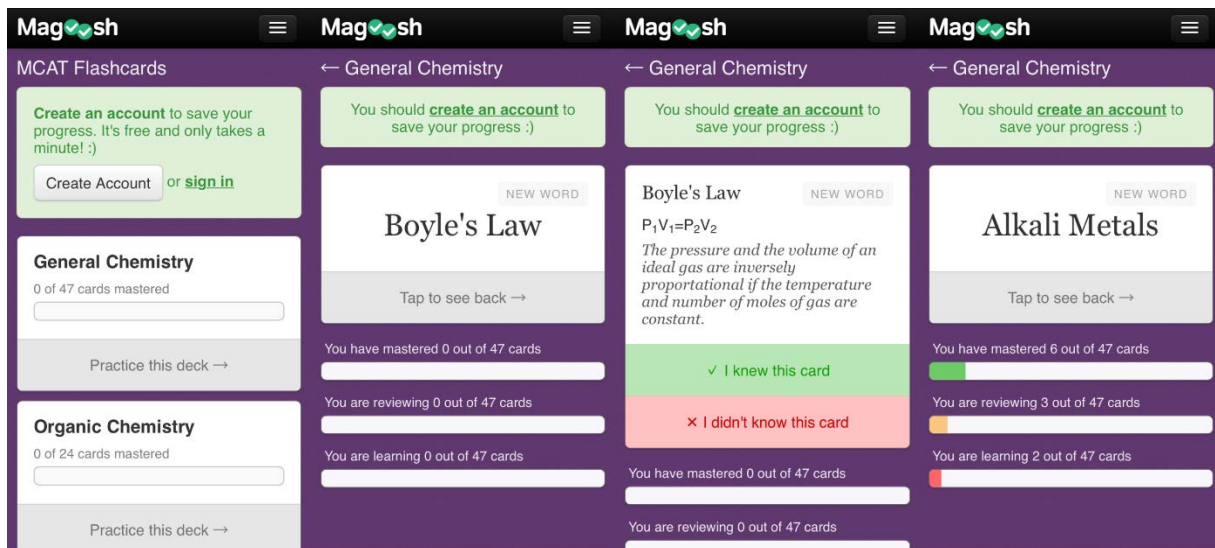 Magoosh
MCAT Flashcards
Create an account to save your
progress. It's free and only takes a
minute! :)
Create Account or sign in
General Chemistry
0 of 47 cards mastered
Practice this deck →
Organic Chemistry
0 of 24 cards mastered
Practice this deck →
Magoosh
← General Chemistry
You should create an account to
save your progress :)
NEW WORD
Boyle's Law
Tap to see back →
You have mastered 0 out of 47 cards
You are reviewing 0 out of 47 cards
You are learning 0 out of 47 cards
Magoosh
← General Chemistry
You should create an account to
save your progress :)
Boyle's Law NEW WORD
P₁V₁=P₂V₂
The pressure and the volume of an
ideal gas are inversely
proportational if the temperature
and number of moles of gas are
constant.
✓ I knew this card
✕ I didn't know this card
You have mastered 0 out of 47 cards
You are reviewing 0 out of 47 cards
Magoosh
← General Chemistry
You should create an account to
save your progress :)
NEW WORD
Alkali Metals
Tap to see back →
You have mastered 6 out of 47 cards
You are reviewing 3 out of 47 cards
You are learning 2 out of 47 cards